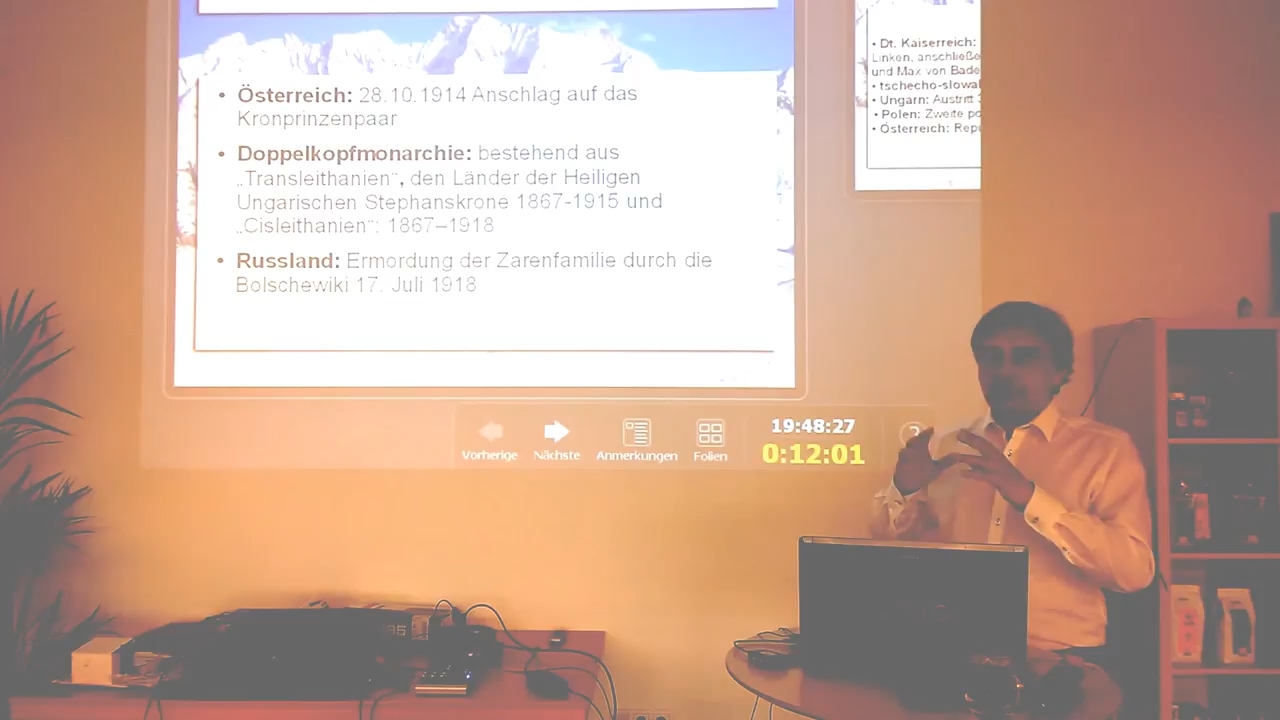 • Österreich: 28.10.1914 Anschlag auf das
Kronprinzenpaar
• Doppelkopfmonarchie: bestehend aus
„Transleithanien“, den Länder der Heiligen
Ungarischen Stephanskrone 1867-1915 und
„Cisleithanien“: 1867–1918
• Russland: Ermordung der Zarenfamilie durch die
Bolschewiki 17. Juli 1918
• Dt. Kaiserreich:
Linken, anschließe
und Max von Bade
• tschecho-slowa
• Ungarn: Austritt
• Polen: Zweite po
• Österreich: Rep
Vorherige
Nächste
Anmerkungen
Folien
19:48:27
0:12:01
?